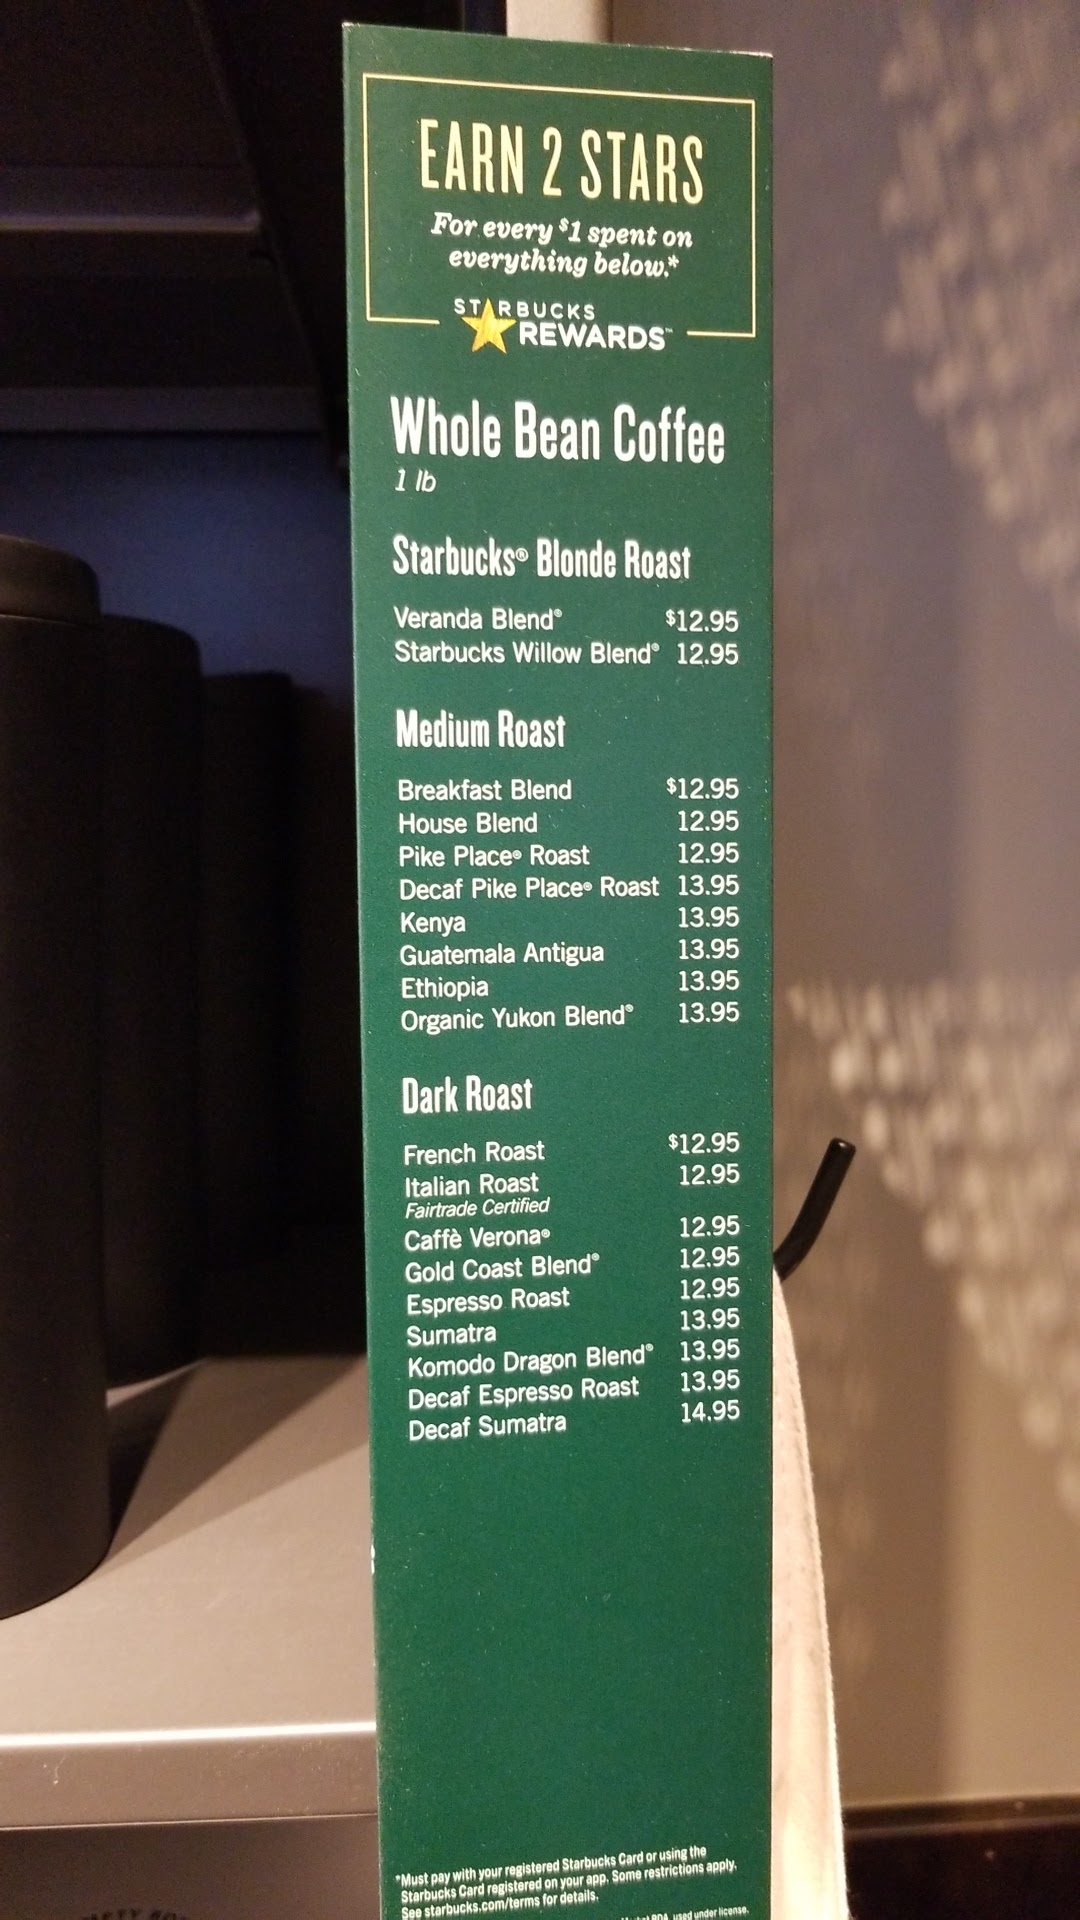 EARN 2 STARS
For every $1 spent on
everything below.*
STARBUCKS
REWARDS™
Whole Bean Coffee
1 lb
Starbucks® Blonde Roast
Veranda Blend® $12.95
Starbucks Willow Blend® 12.95
Medium Roast
Breakfast Blend $12.95
House Blend 12.95
Pike Place® Roast 12.95
Decaf Pike Place® Roast 13.95
Kenya 13.95
Guatemala Antigua 13.95
Ethiopia 13.95
Organic Yukon Blend® 13.95
Dark Roast
French Roast $12.95
Italian Roast 12.95
Fairtrade Certified
Caffè Verona® 12.95
Gold Coast Blend® 12.95
Espresso Roast 12.95
Sumatra 13.95
Komodo Dragon Blend® 13.95
Decaf Espresso Roast 13.95
Decaf Sumatra 14.95
*Must pay with your registered Starbucks Card or using the
Starbucks Card registered on your app. Some restrictions apply.
See starbucks.com/terms for details.
used under license.